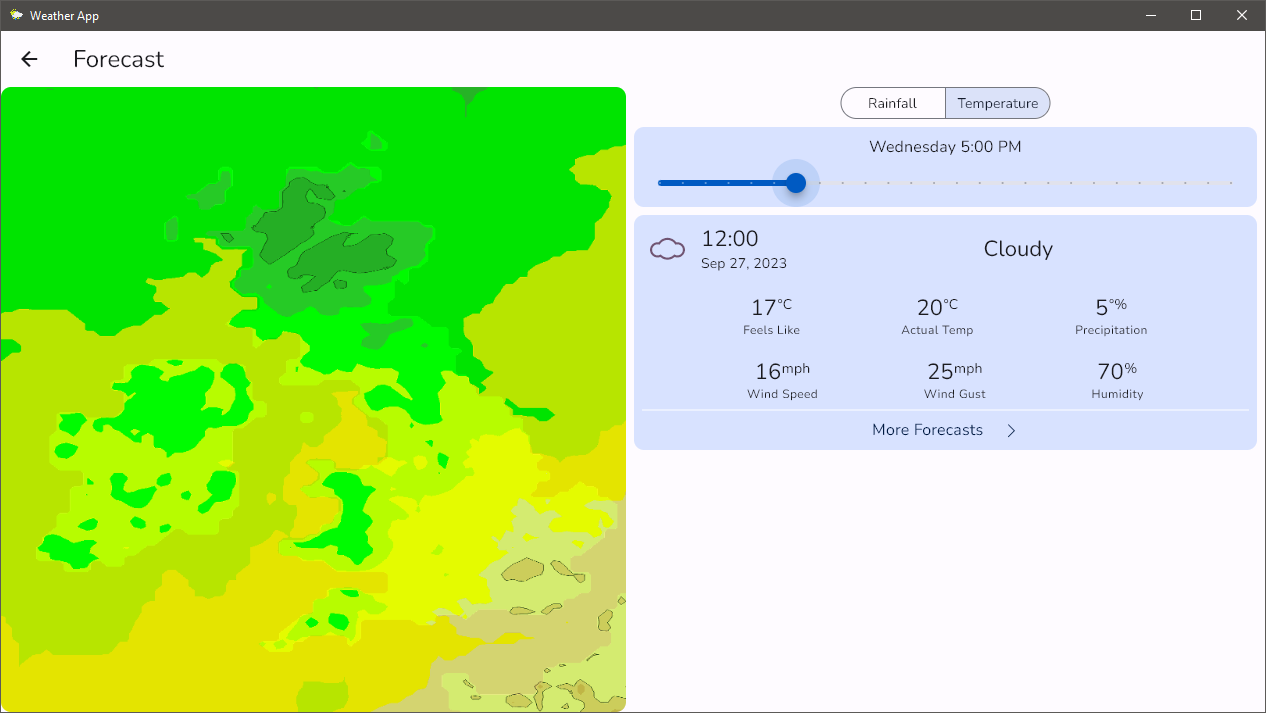 Weather App
Forecast
Rainfall Temperature
Wednesday 5:00 PM
12:00
Sep 27, 2023
Cloudy
17°C 20°C 5°%
Feels Like Actual Temp Precipitation
16mph 25mph 70%
Wind Speed Wind Gust Humidity
More Forecasts